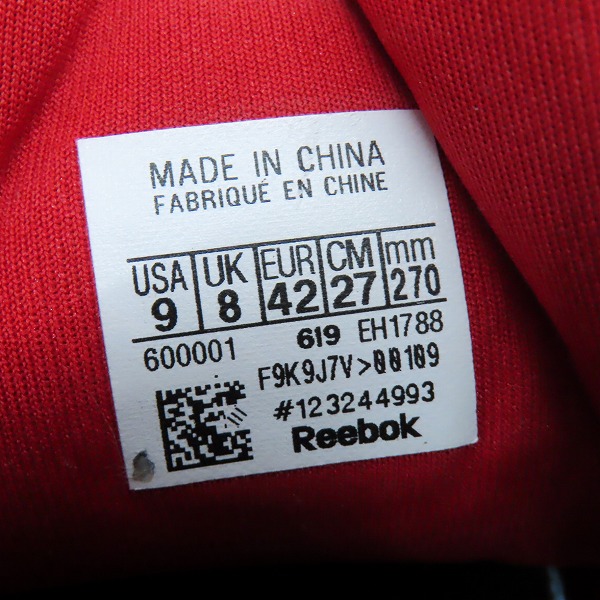 MADE IN CHINA
FABRIQUÉ EN CHINE
USA UK EUR CM mm
9 8 42 27 270
600001 619 EH1788
F9K9J7V>00109
#123244993
Reebok